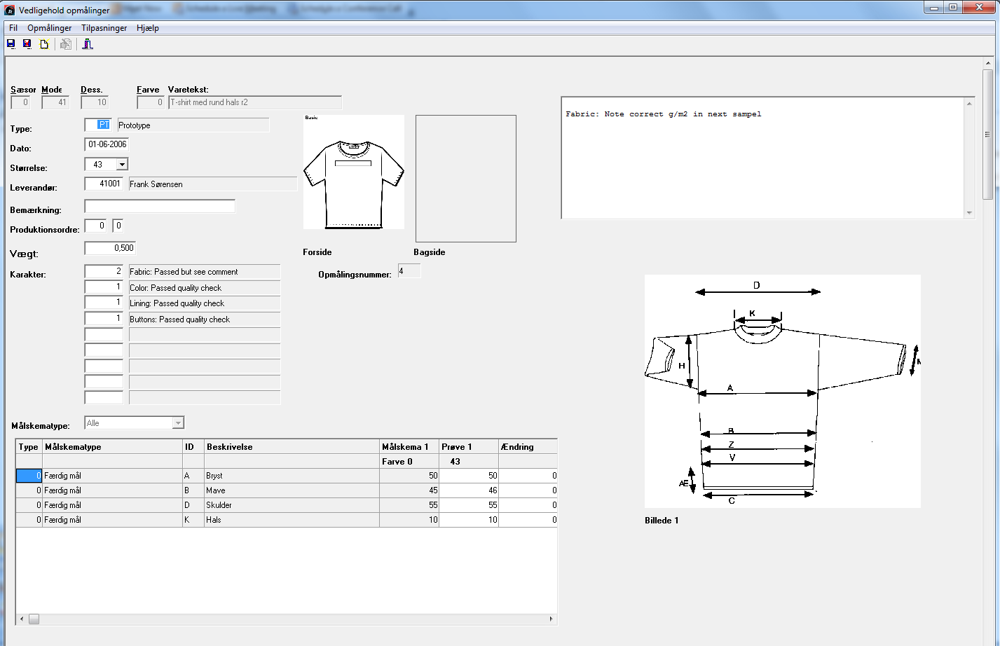 Vedligehold opmålinger
Fil Opmålinger Tilpasninger Hjælp
Sæsor Mode Dess. Farve Varetekst:
0 41 10 0 T-shirt med rund hals r2
Type: PT Prototype
Dato: 01-06-2006
Størrelse: 43
Leverandør: 41001 Frank Sørensen
Bemærkning:
Produktionsordre: 0 0
Vægt: 0,500
Karakter: 2 Fabric: Passed but see comment
1 Color: Passed quality check
1 Lining: Passed quality check
1 Buttons: Passed quality check
Basic
Forside Bagside
Opmålingsnummer: 4
Fabric: Note correct g/m2 in next sampel
D
K
H
A
B
Z
V
Æ
C
M
Billede 1
Målskematype: Alle
Type Målskematype ID Beskrivelse Målskema 1 Prøve 1 Ændring
Farve 0 43
0 Færdig mål A Bryst 50 50 0
0 Færdig mål B Mave 45 46 0
0 Færdig mål D Skulder 55 55 0
0 Færdig mål K Hals 10 10 0